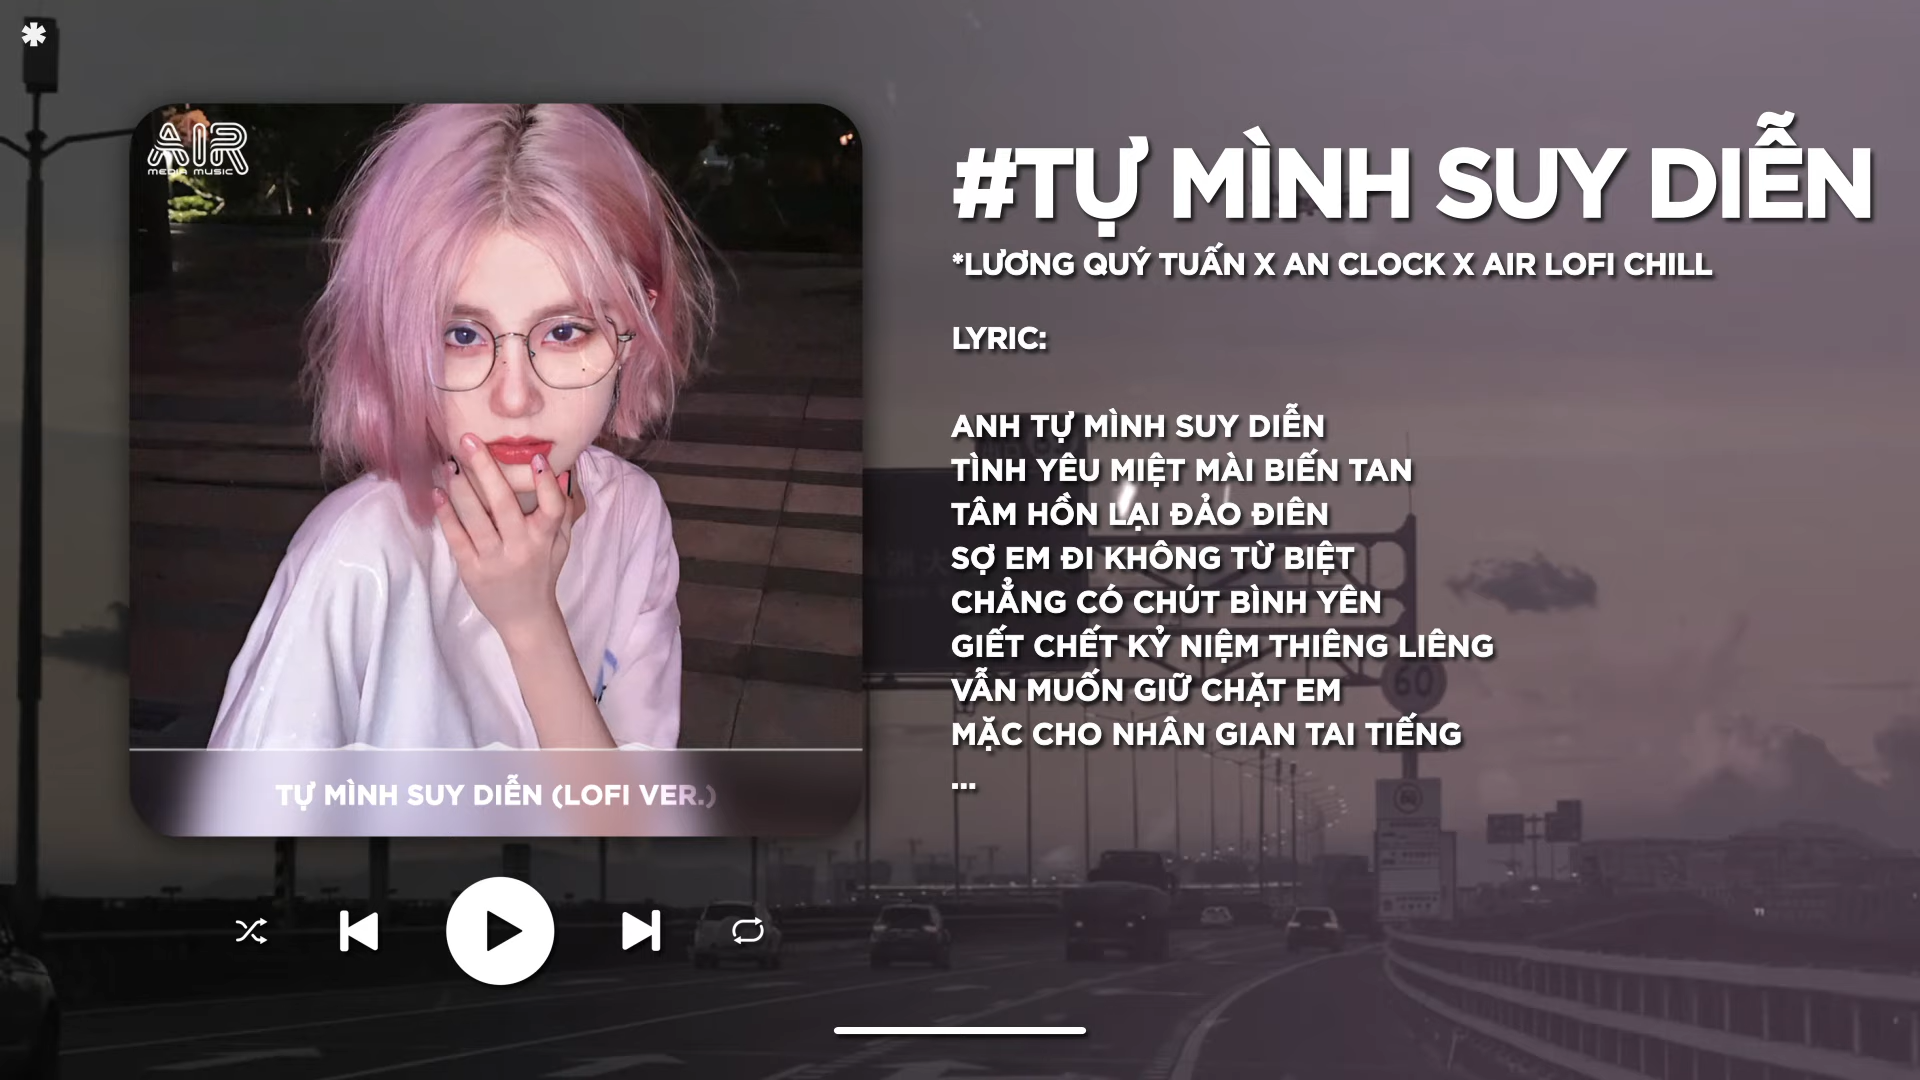 *
AIR
MEDIA MUSIC
#TỰ MÌNH SUY DIỄN
*LƯƠNG QUÝ TUẤN X AN CLOCK X AIR LOFI CHILL
LYRIC:
ANH TỰ MÌNH SUY DIỄN
TÌNH YÊU MIỆT MÀI BIẾN TAN
TÂM HỒN LẠI ĐẢO ĐIÊN
SỢ EM ĐI KHÔNG TỪ BIỆT
CHẲNG CÓ CHÚT BÌNH YÊN
GIẾT CHẾT KỶ NIỆM THIÊNG LIÊNG
VẪN MUỐN GIỮ CHẶT EM
MẶC CHO NHÂN GIAN TAI TIẾNG
...
60
TỰ MÌNH SUY DIỄN (LOFI VER.)